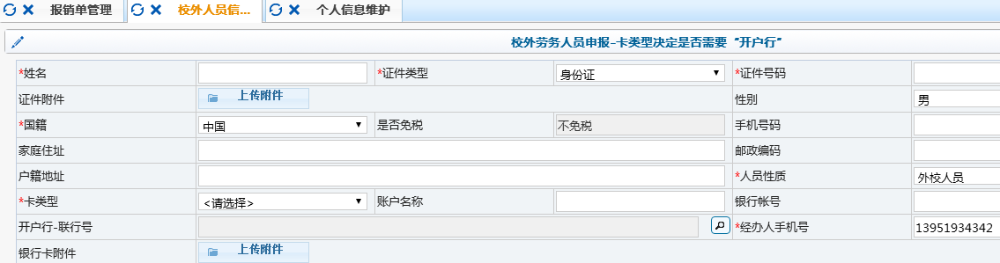 报销单管理 校外人员信... 个人信息维护
校外劳务人员申报-卡类型决定是否需要 “开户行”
*姓名 *证件类型 身份证 *证件号码
证件附件 上传附件 性别 男
*国籍 中国 是否免税 不免税 手机号码
家庭住址 邮政编码
户籍地址 *人员性质 外校人员
*卡类型 <请选择> 账户名称 银行帐号
开户行-联行号 *经办人手机号 13951934342
银行卡附件 上传附件